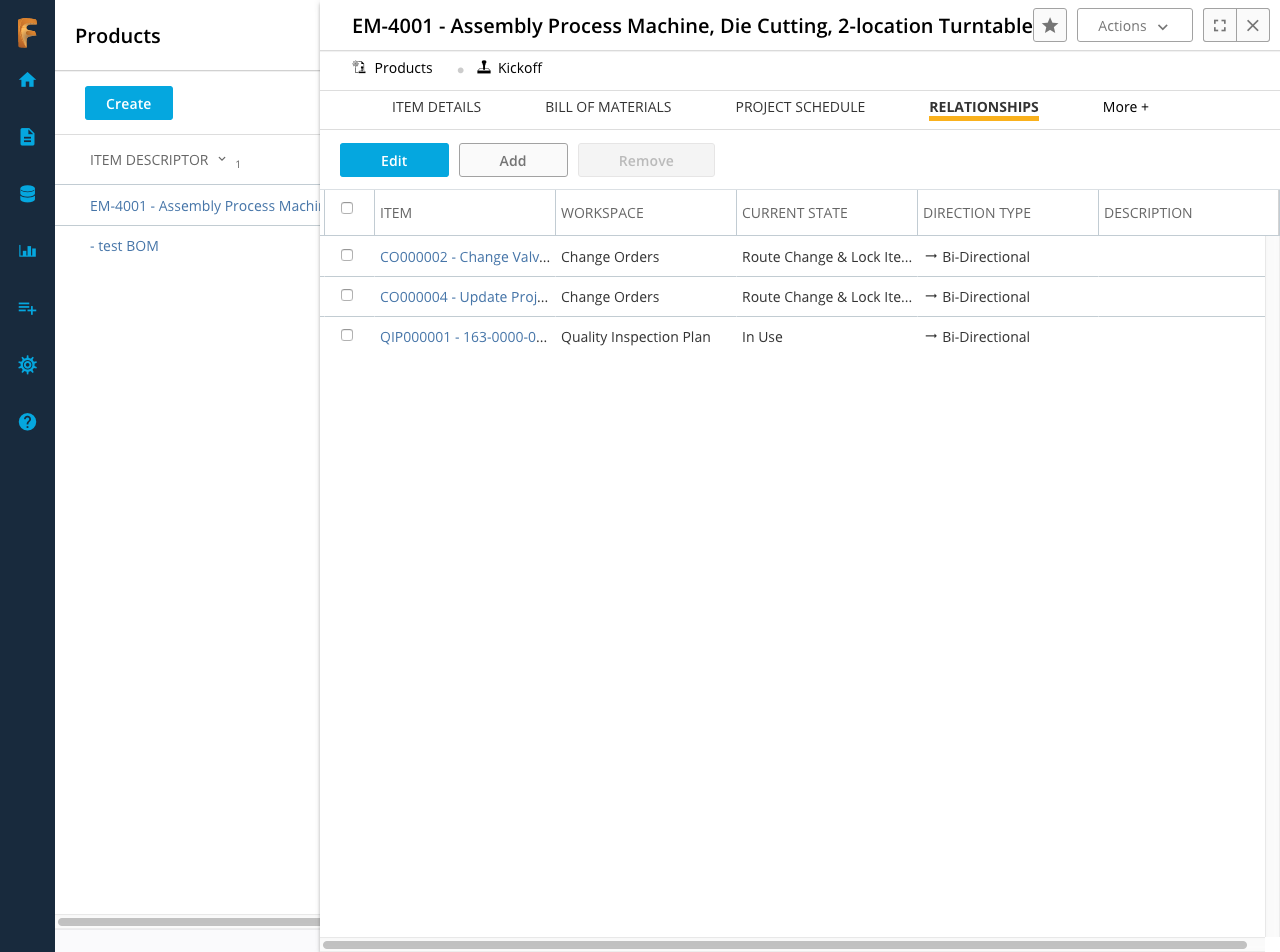 Products
Create
ITEM DESCRIPTOR 1
EM-4001 - Assembly Process Machi
- test BOM
EM-4001 - Assembly Process Machine, Die Cutting, 2-location Turntable
Actions
Products Kickoff
ITEM DETAILS BILL OF MATERIALS PROJECT SCHEDULE RELATIONSHIPS More +
Edit Add Remove
ITEM WORKSPACE CURRENT STATE DIRECTION TYPE DESCRIPTION
CO000002 - Change Valv... Change Orders Route Change & Lock Ite... Bi-Directional
CO000004 - Update Proj... Change Orders Route Change & Lock Ite... Bi-Directional
QIP000001 - 163-0000-0... Quality Inspection Plan In Use Bi-Directional